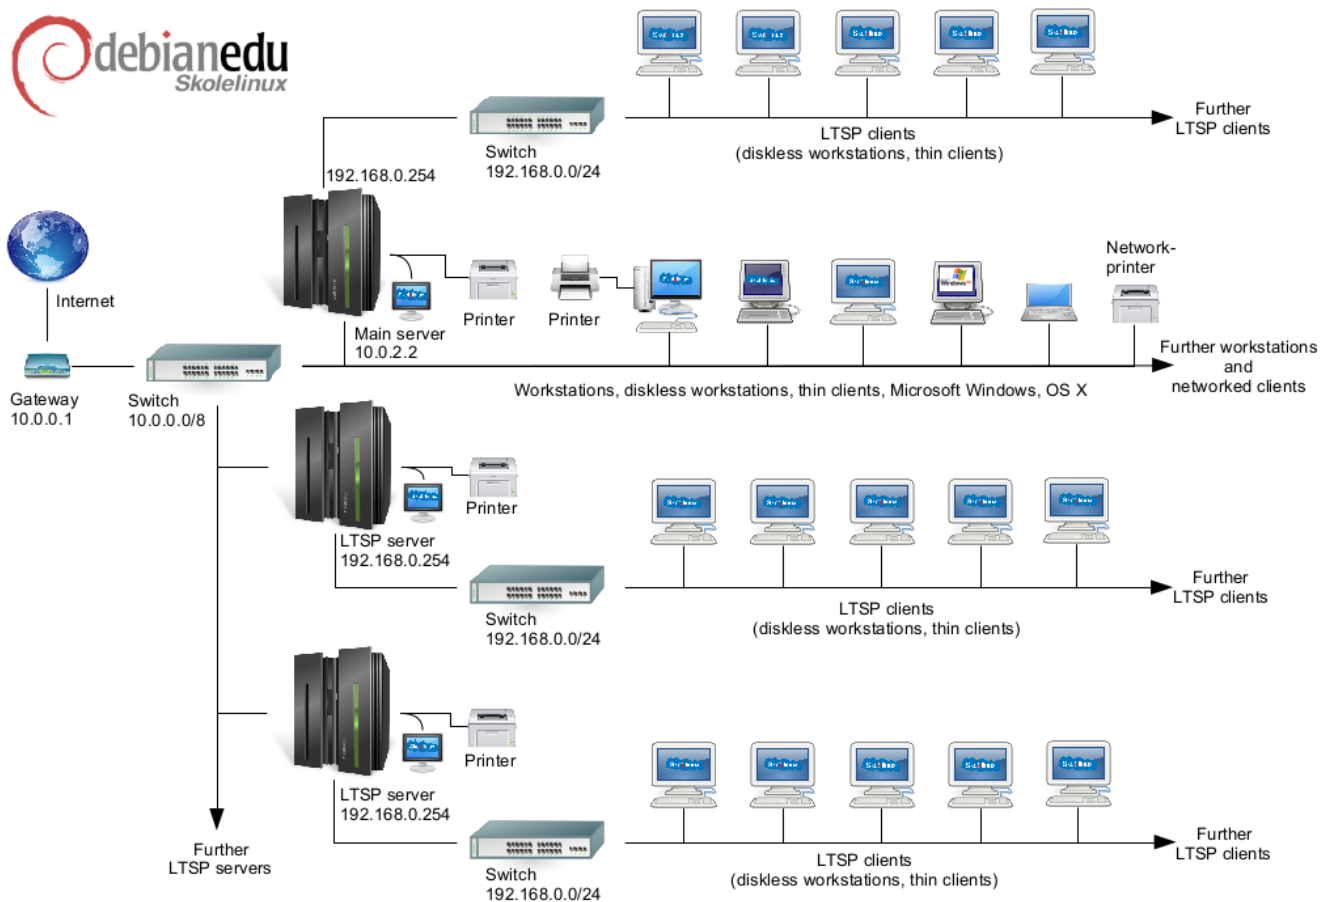 debianedu
Skolelinux
Further
LTSP clients
LTSP clients
(diskless workstations, thin clients)
Switch
192.168.0.0/24
192.168.0.254
Internet
Network-
printer
Printer
Printer
Main server
10.0.2.2
Windows
Further workstations
and
networked clients
Workstations, diskless workstations, thin clients, Microsoft Windows, OS X
Gateway
10.0.0.1
Switch
10.0.0.0/8
Printer
LTSP server
192.168.0.254
Switch
192.168.0.0/24
Further
LTSP clients
LTSP clients
(diskless workstations, thin clients)
Printer
LTSP server
192.168.0.254
Further
LTSP servers
Switch
192.168.0.0/24
Further
LTSP clients
LTSP clients
(diskless workstations, thin clients)